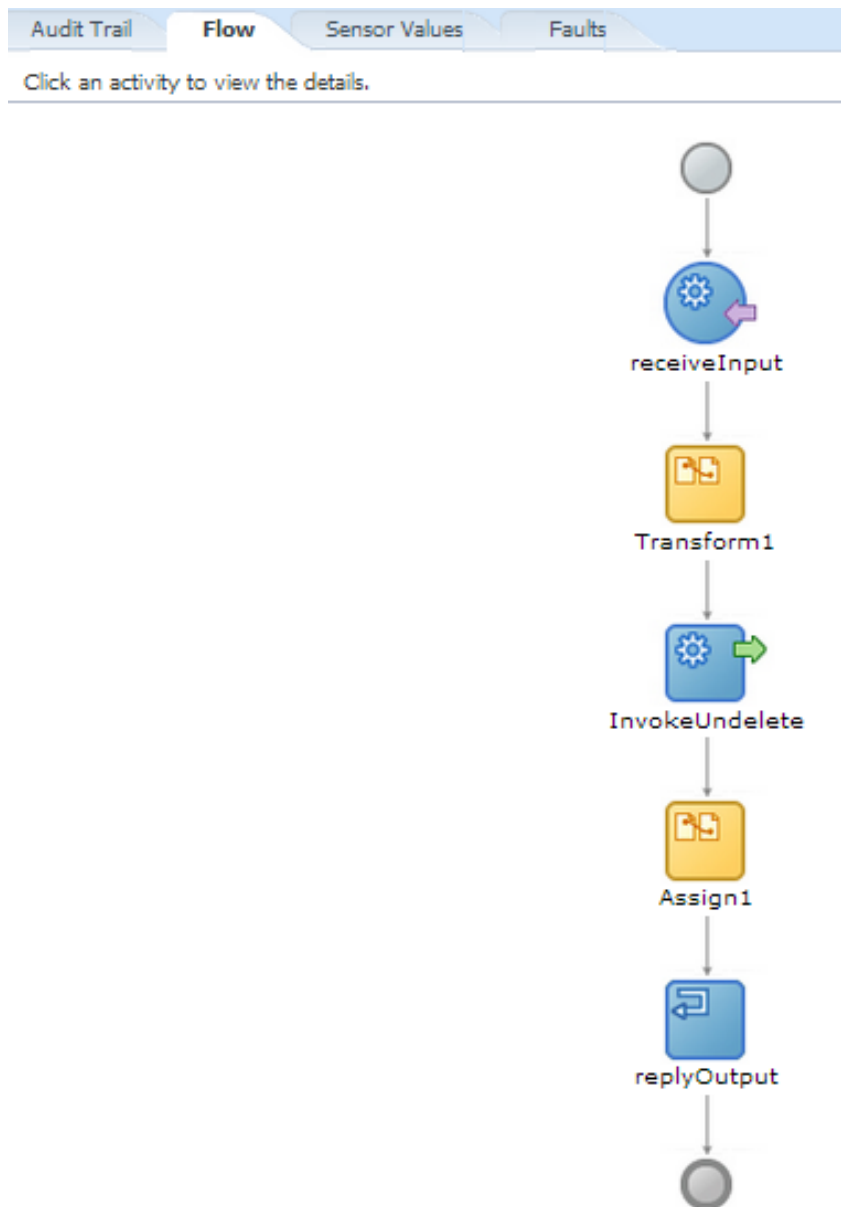 Audit Trail Flow Sensor Values Faults
Click an activity to view the details.
receiveInput
Transform1
InvokeUndelete
Assign1
replyOutput